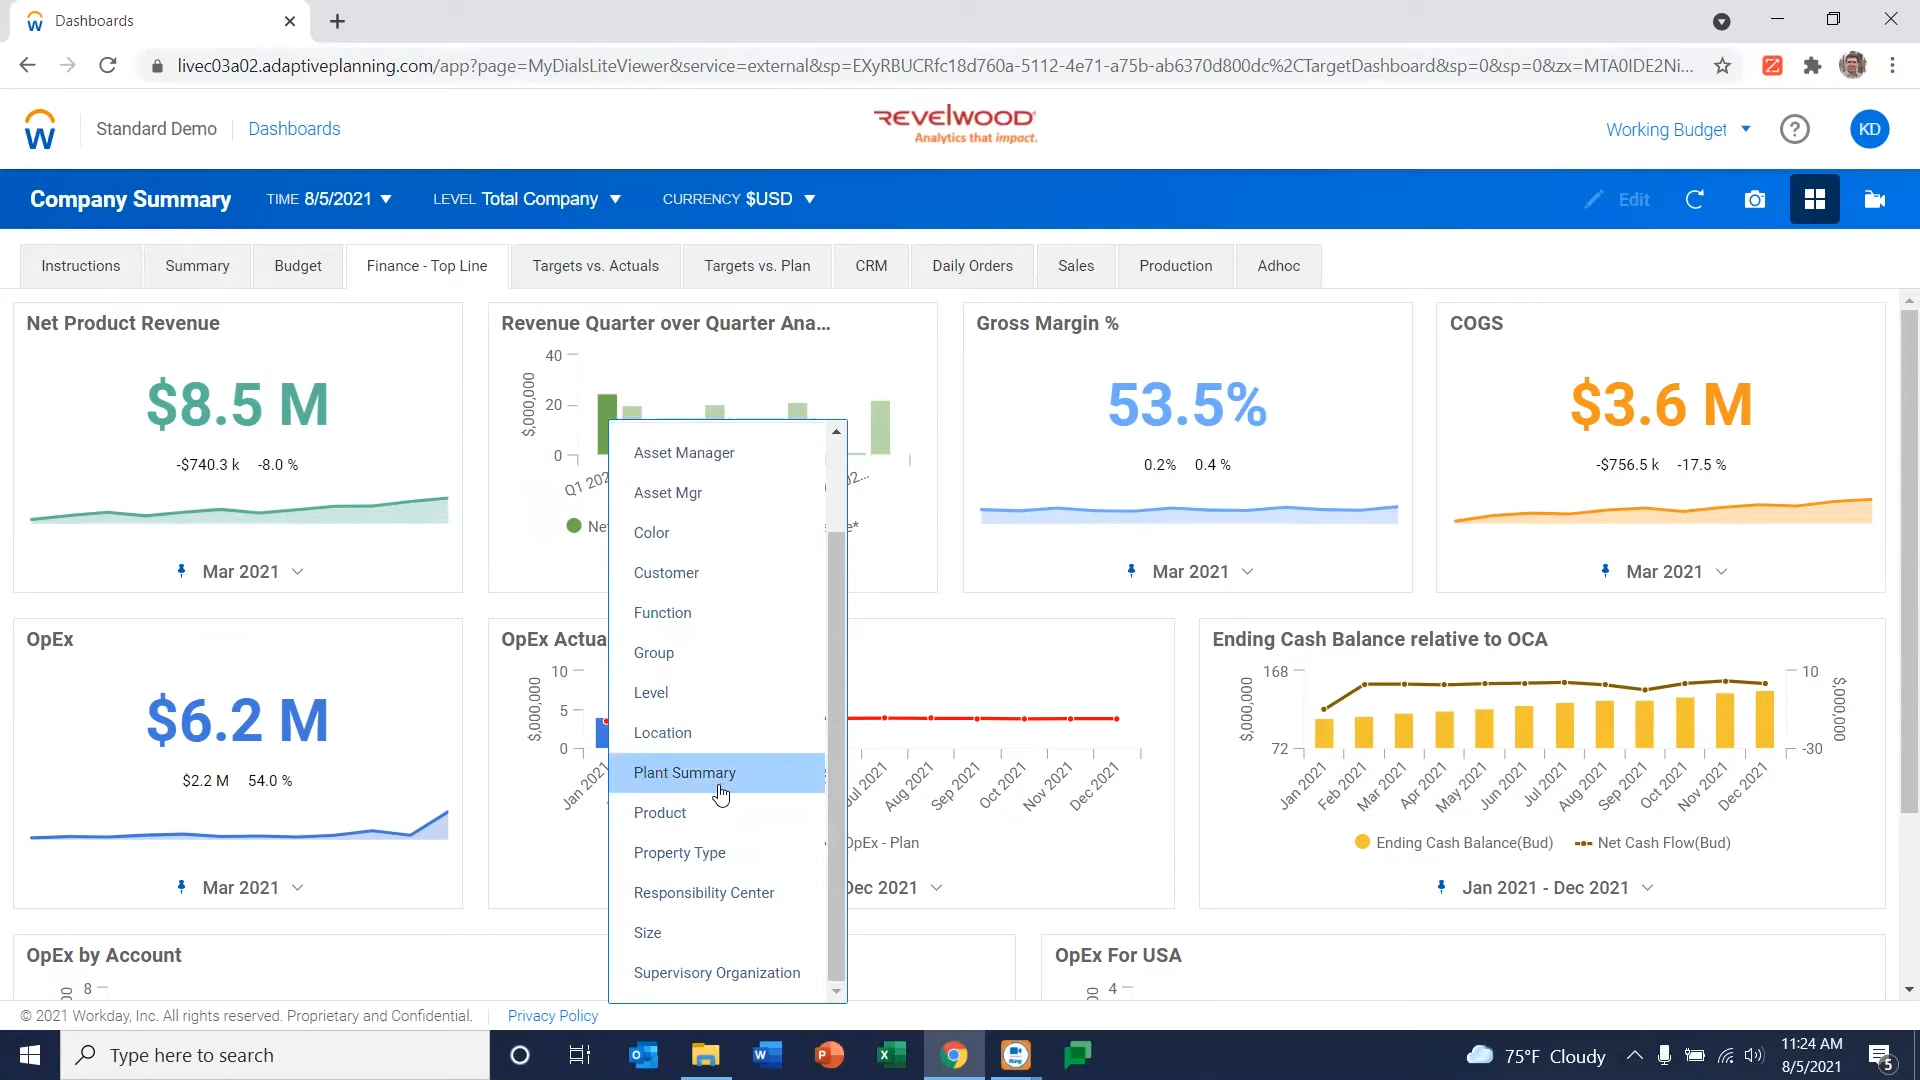 Dashboards
livec03a02.adaptiveplanning.com/app?page=MyDialsLiteViewer&service=external&sp=EXyRBUCRfc18d760a-5112-4e71-a75b-ab6370d800dc%2CTargetDashboard&sp=0&sp=0&zx=MTA0IDE2Ni...
Standard Demo
Dashboards
REVELWOOD
Analytics that impact.
Working Budget
?
KD
Company Summary
TIME 8/5/2021
LEVEL Total Company
CURRENCY $USD
Edit
Instructions
Summary
Budget
Finance - Top Line
Targets vs. Actuals
Targets vs. Plan
CRM
Daily Orders
Sales
Production
Adhoc
Net Product Revenue
$8.5 M
-$740.3 k -8.0 %
Mar 2021
Revenue Quarter over Quarter Ana...
$,000,000
40
20
0
Q1 202
02...
Ne
e*
Gross Margin %
53.5%
0.2% 0.4 %
Mar 2021
COGS
$3.6 M
-$756.5 k -17.5 %
Mar 2021
Asset Manager
Asset Mgr
Color
Customer
Function
Group
Level
Location
Plant Summary
Product
Property Type
Responsibility Center
Size
Supervisory Organization
OpEx
$6.2 M
$2.2 M 54.0 %
Mar 2021
OpEx Actua
$,000,000
10
5
0
Jan 2021
Jul 2021
Aug 2021
Sep 2021
Oct 2021
Nov 2021
Dec 2021
OpEx - Plan
Dec 2021
Ending Cash Balance relative to OCA
$,000,000
168
72
10
-30
$,000,000
Jan 2021
Feb 2021
Mar 2021
Apr 2021
May 2021
Jun 2021
Jul 2021
Aug 2021
Sep 2021
Oct 2021
Nov 2021
Dec 2021
Ending Cash Balance(Bud)
Net Cash Flow(Bud)
Jan 2021 - Dec 2021
OpEx by Account
8
00
OpEx For USA
4
00
© 2021 Workday, Inc. All rights reserved. Proprietary and Confidential.
Privacy Policy
Type here to search
75°F Cloudy
11:24 AM
8/5/2021
5